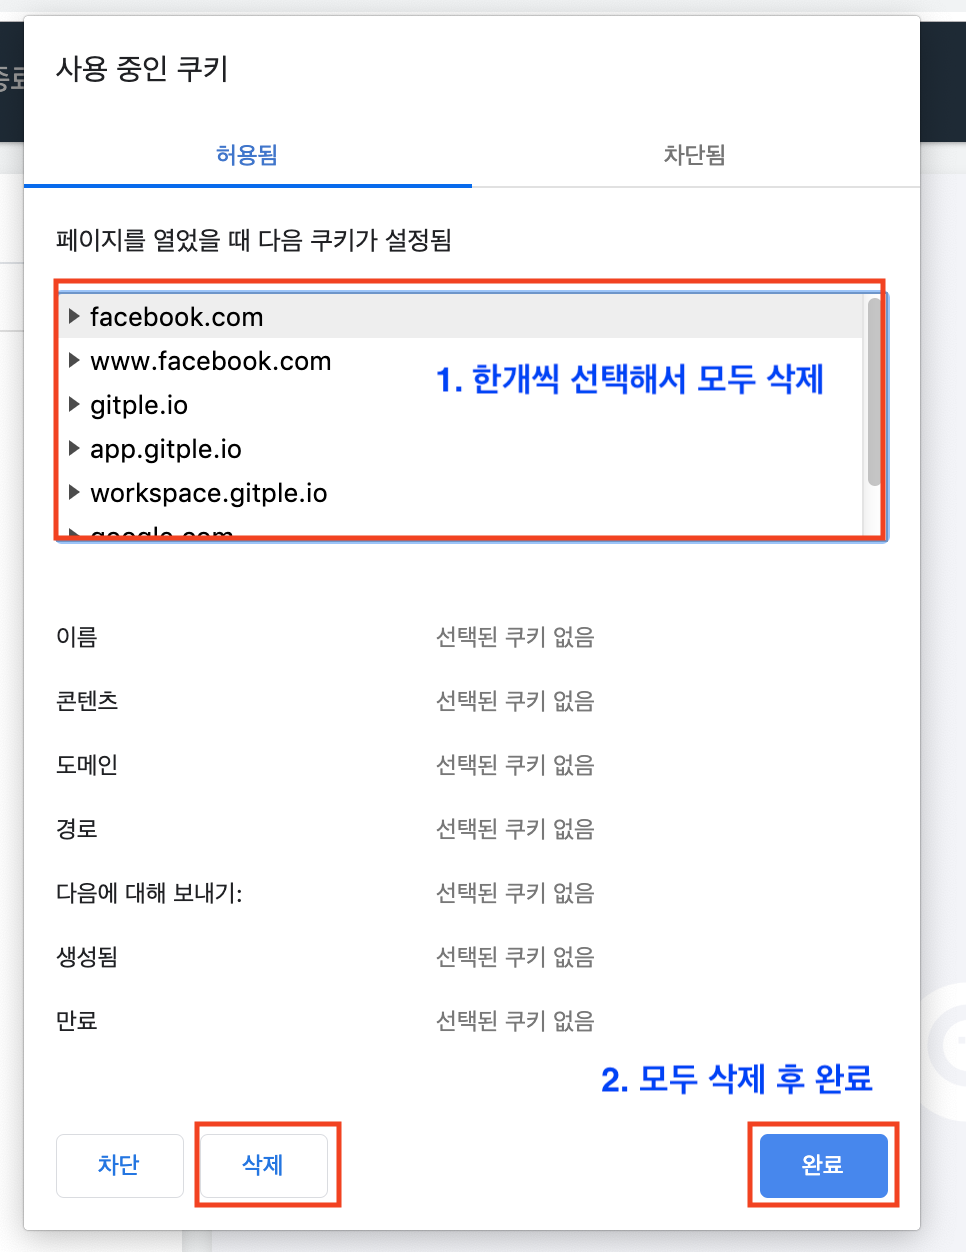 사용 중인 쿠키
허용됨 차단됨
페이지를 열었을 때 다음 쿠키가 설정됨
facebook.com
www.facebook.com
1. 한개씩 선택해서 모두 삭제
gitple.io
app.gitple.io
workspace.gitple.io
google.com
이름 선택된 쿠키 없음
콘텐츠 선택된 쿠키 없음
도메인 선택된 쿠키 없음
경로 선택된 쿠키 없음
다음에 대해 보내기: 선택된 쿠키 없음
생성됨 선택된 쿠키 없음
만료 선택된 쿠키 없음
2. 모두 삭제 후 완료
차단 삭제 완료